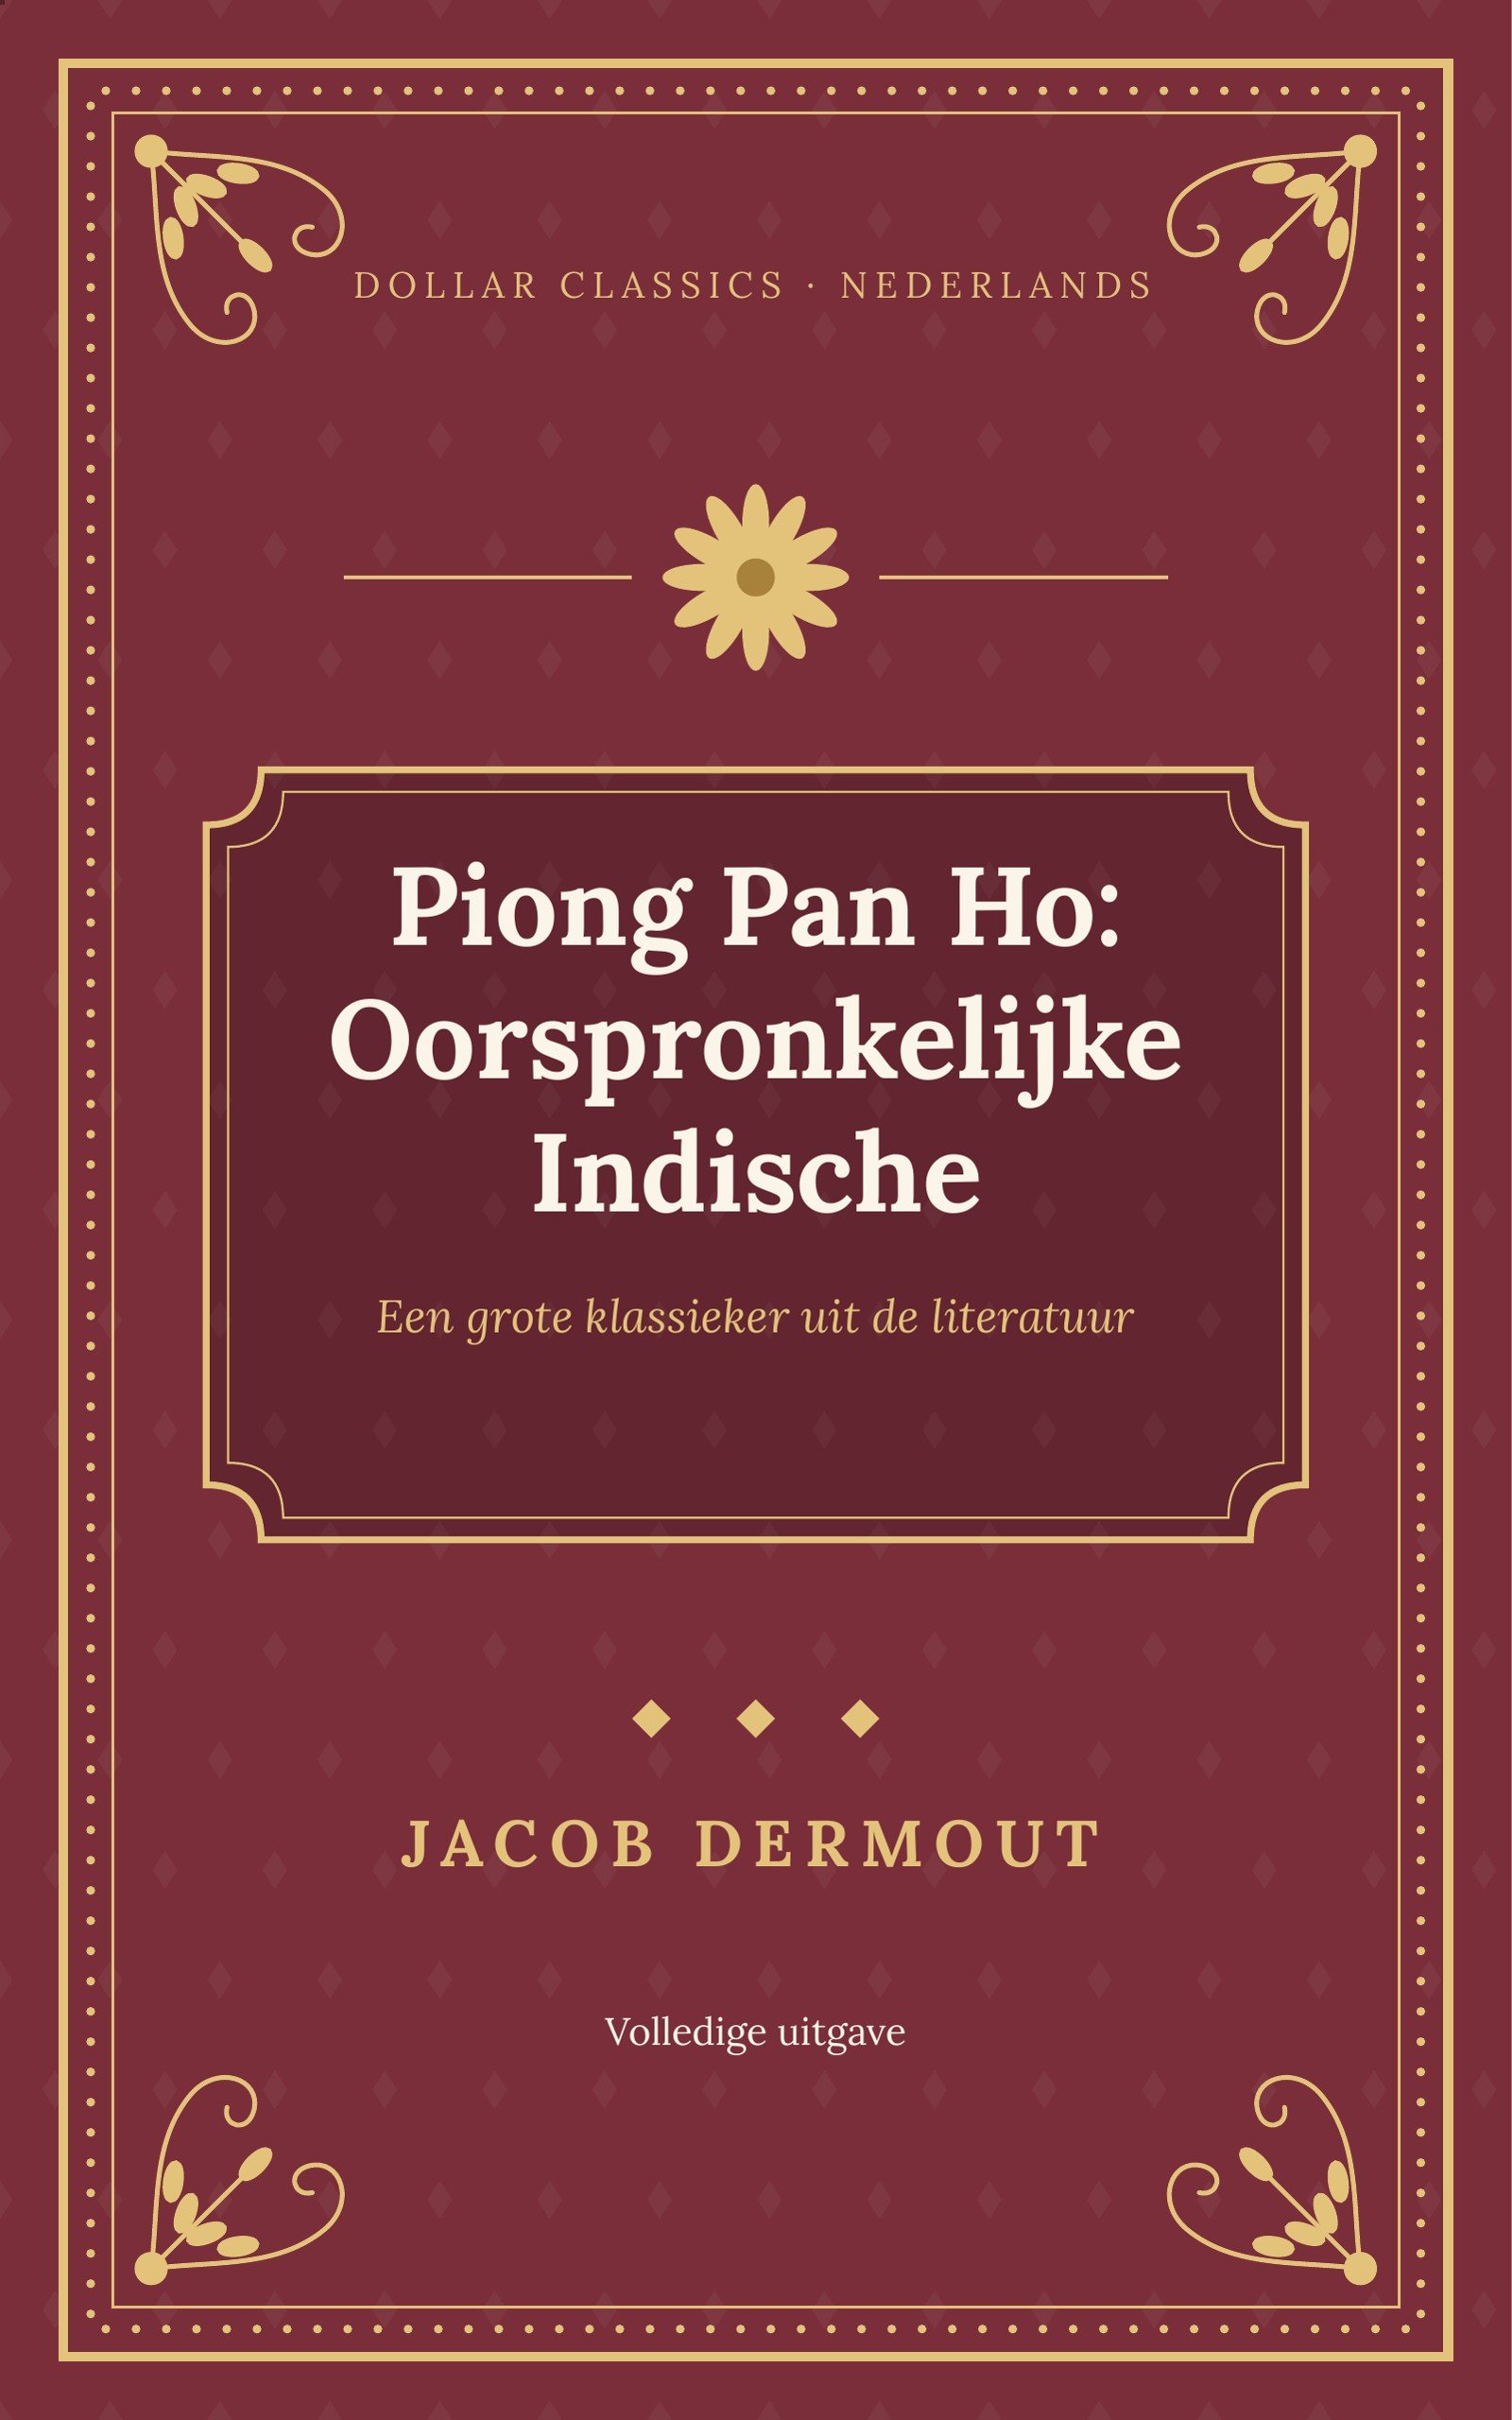 DOLLAR CLASSICS · NEDERLANDS
Piong Pan Ho:
Oorspronkelijke
Indische
Een grote klassieker uit de literatuur
JACOB DERMOUT
Volledige uitgave